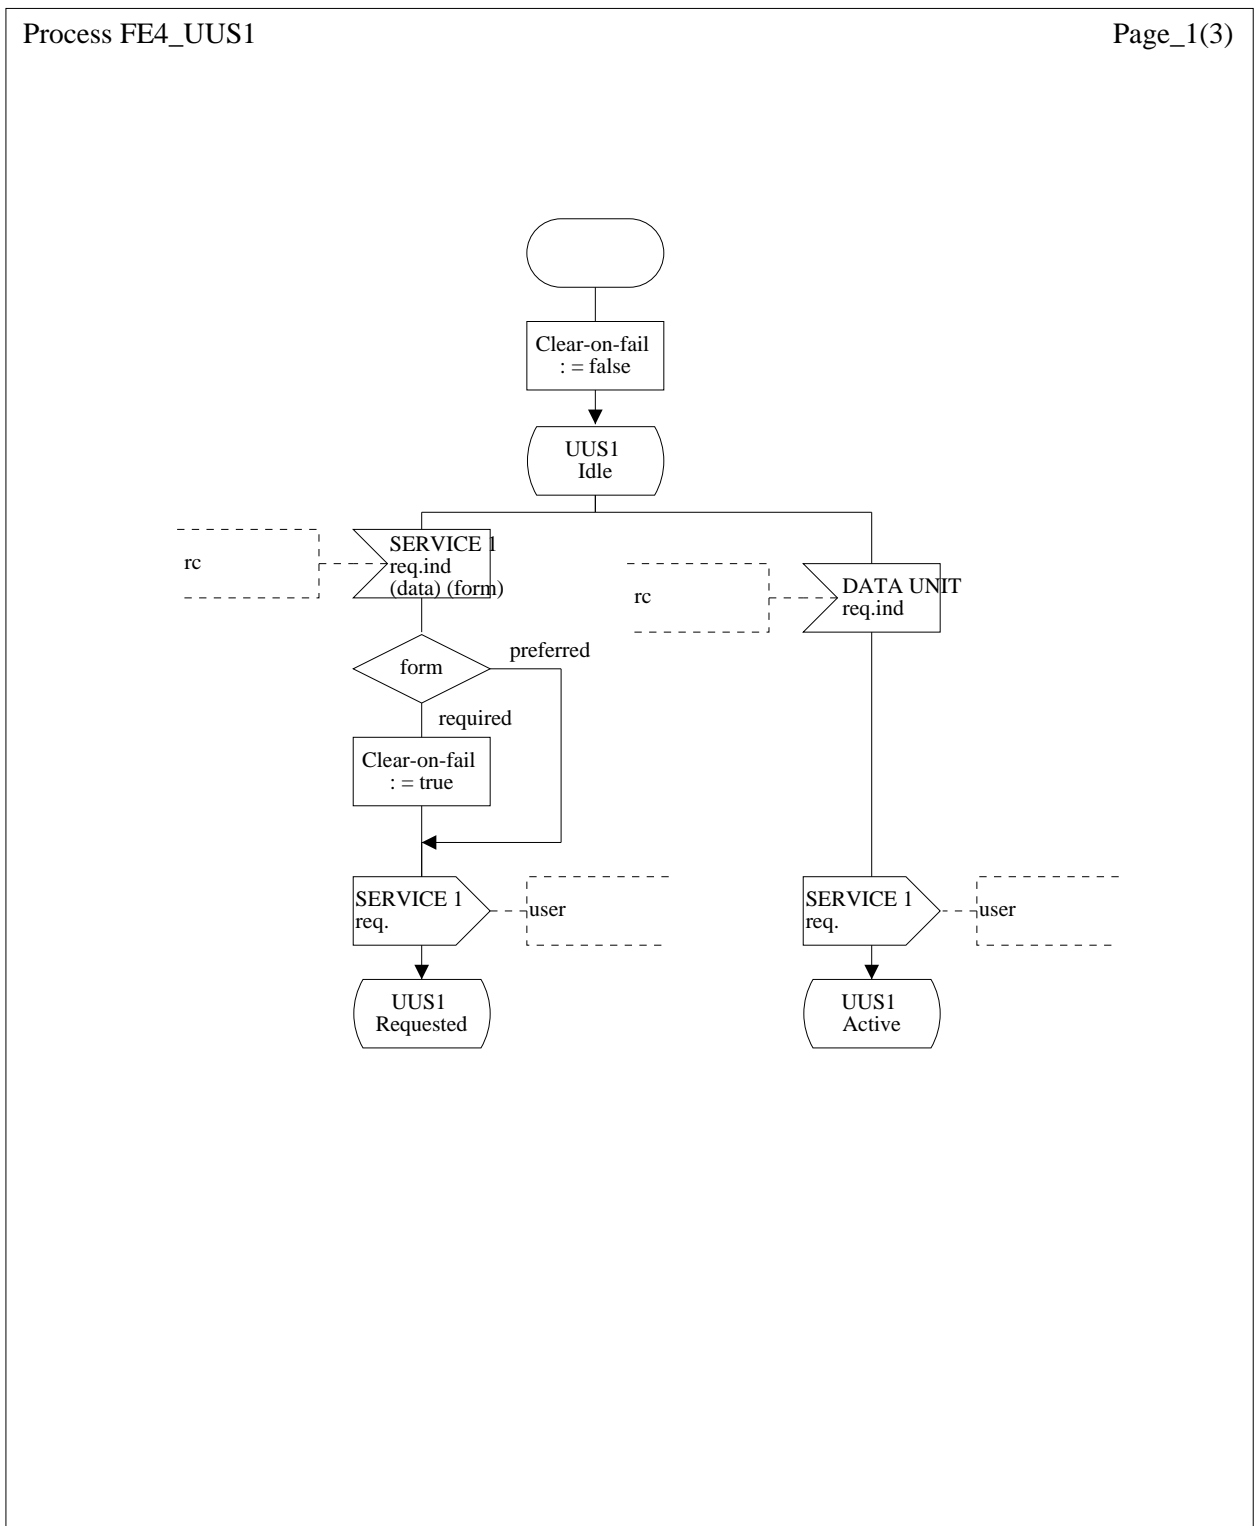 Process FE4_UUS1
Page_1(3)
Clear-on-fail
: = false
UUS1
Idle
rc
SERVICE 1
req.ind
(data) (form)
rc
DATA UNIT
req.ind
form
preferred
required
Clear-on-fail
: = true
SERVICE 1
req.
user
SERVICE 1
req.
user
UUS1
Requested
UUS1
Active